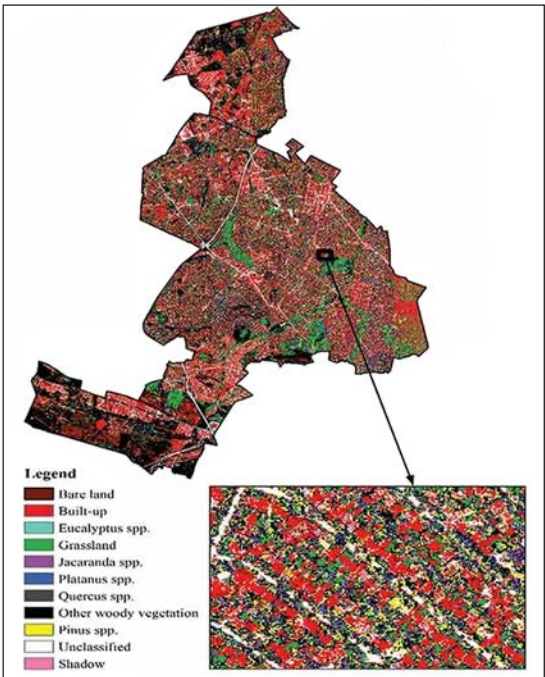 Legend
Bare land
Built-up
Eucalyptus spp.
Grassland
Jacaranda spp.
Platanus spp.
Quercus spp.
Other woody vegetation
Pinus spp.
Unclassified
Shadow